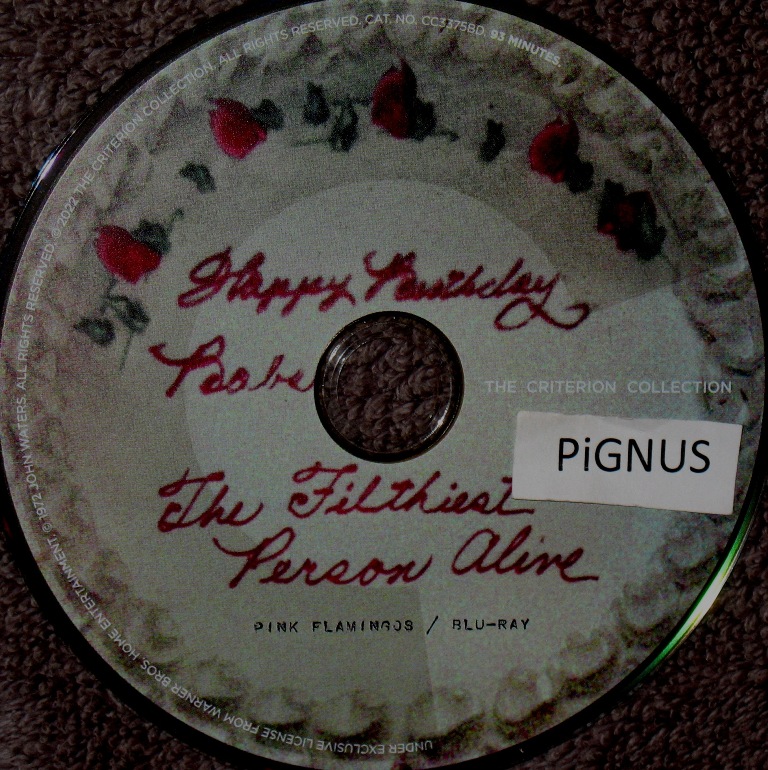 © 1972 JOHN WATERS. ALL RIGHTS RESERVED. © 2022 THE CRITERION COLLECTION. ALL RIGHTS RESERVED. CAT. NO. CC3375BD. 93 MINUTES.
Happy Birthday
Babs
THE CRITERION COLLECTION
PiGNUS
The Filthiest
Person Alive
PINK FLAMINGOS / BLU-RAY
UNDER EXCLUSIVE LICENSE FROM WARNER BROS. HOME ENTERTAINMENT.